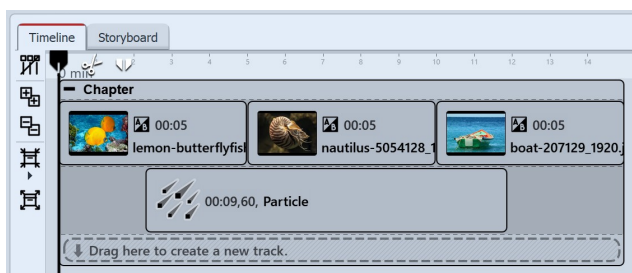 Timeline Storyboard
0 min 3 4 5 6 7 8 9 10 11 12 13 14
Chapter
00:05 00:05 00:05
lemon-butterflyfis nautilus-5054128_1 boat-207129_1920.j
00:09,60, Particle
Drag here to create a new track.